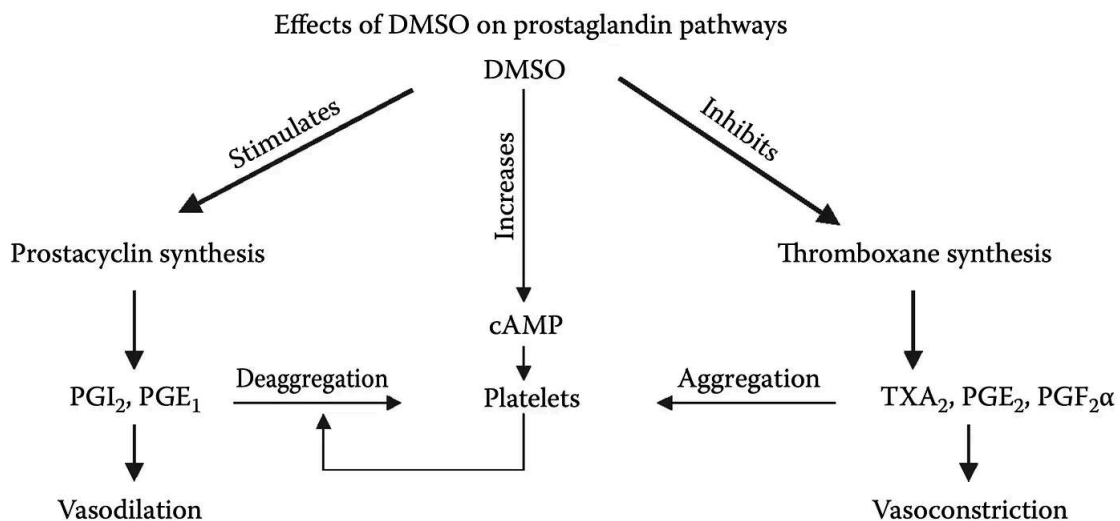 Effects of DMSO on prostaglandin pathways
DMSO
Stimulates
Increases
Inhibits
Prostacyclin synthesis
Thromboxane synthesis
cAMP
PGI₂, PGE₁
Deaggregation
Platelets
Aggregation
TXA₂, PGE₂, PGF₂α
Vasodilation
Vasoconstriction